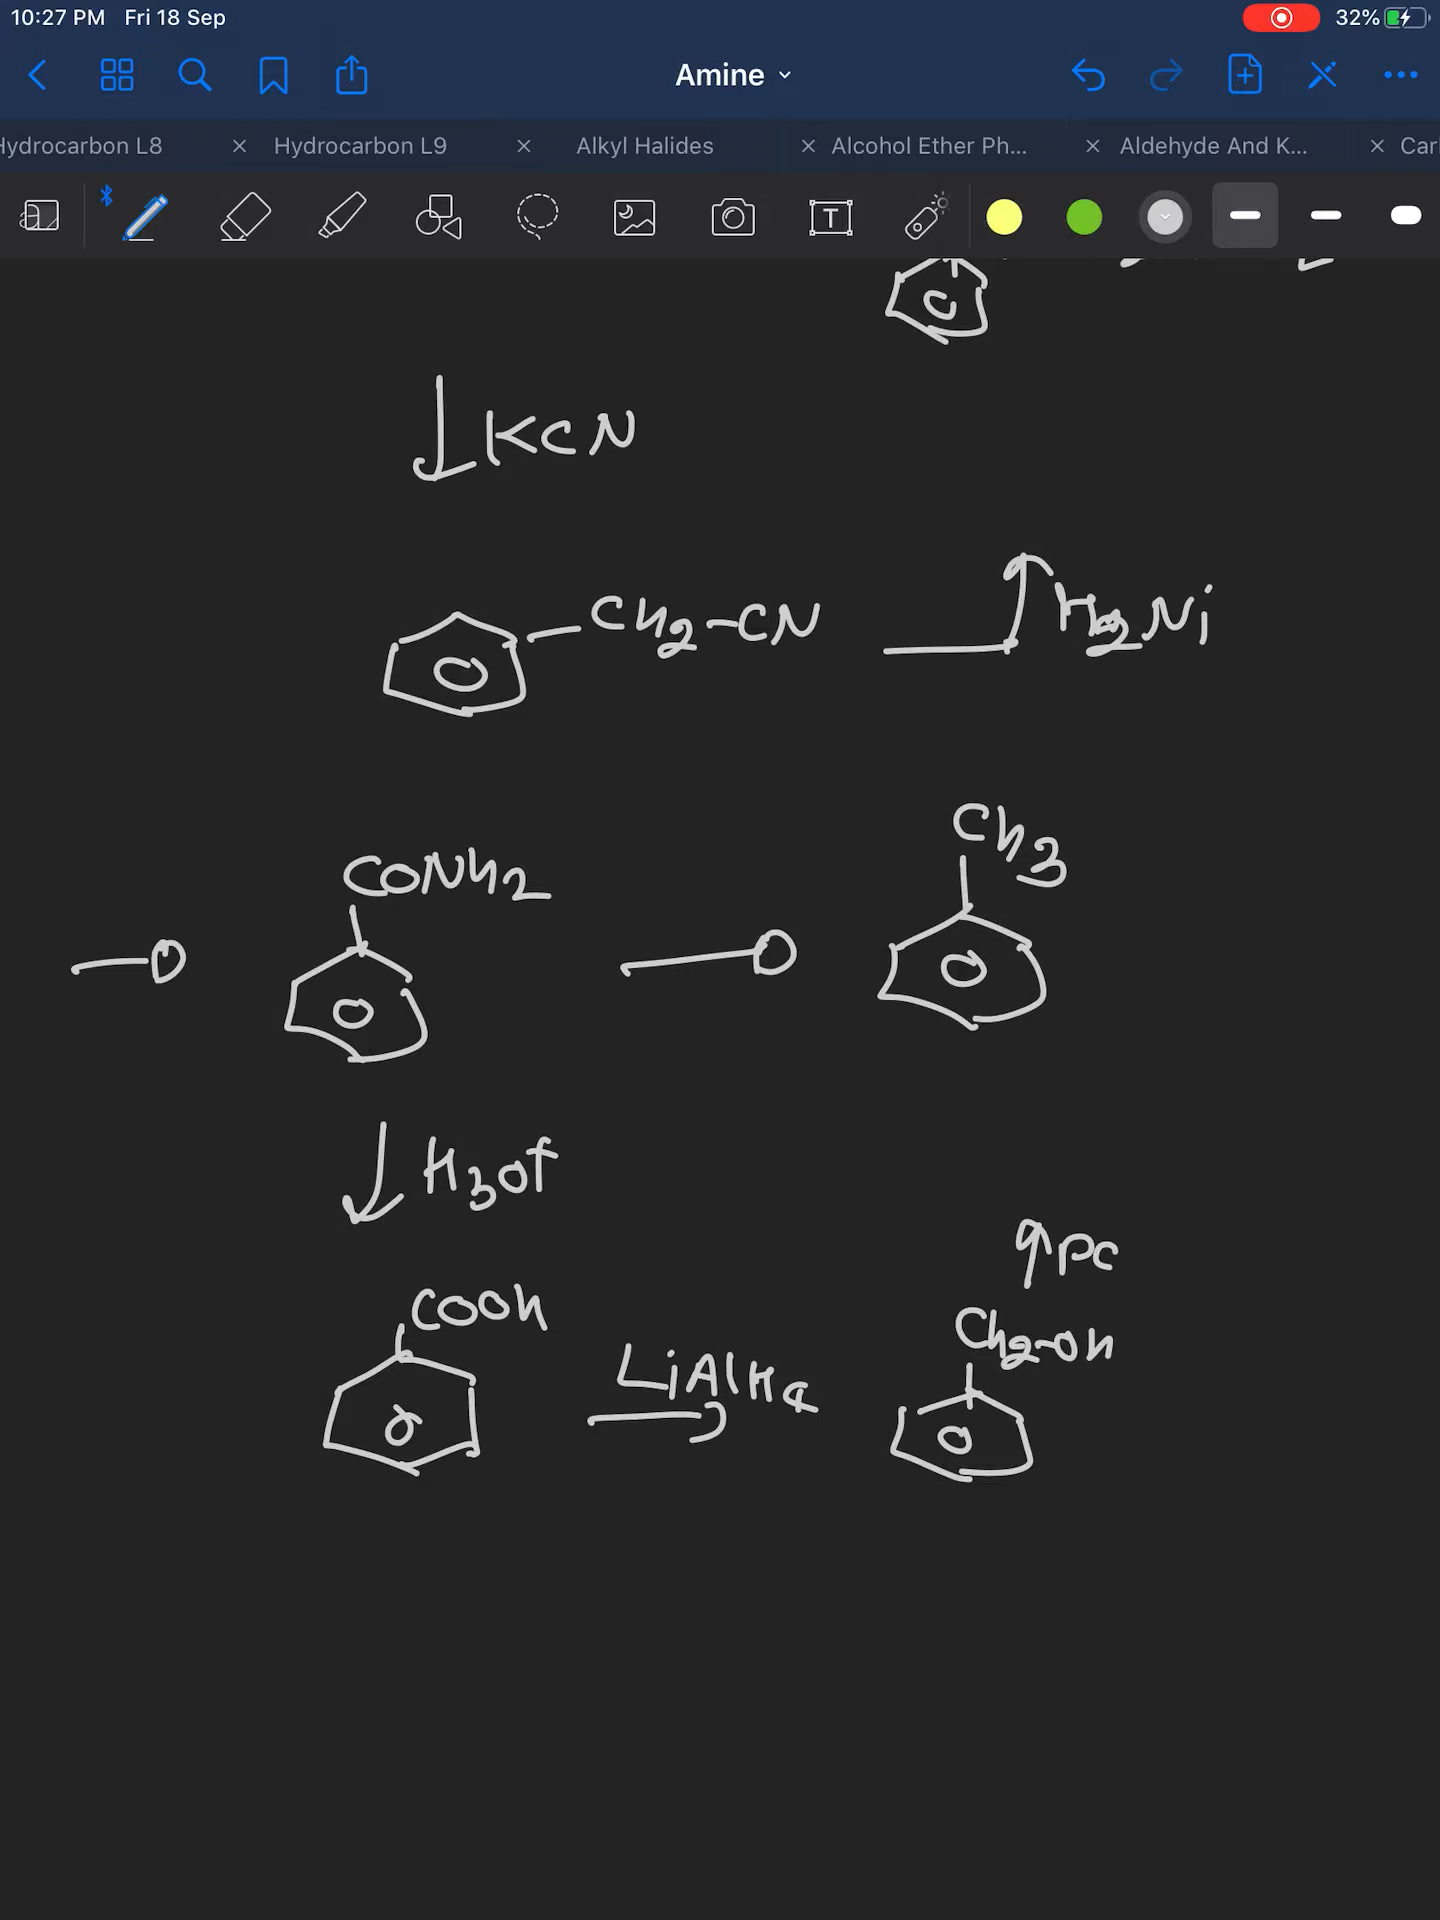 10:27 PM Fri 18 Sep 32%
Amine
Hydrocarbon L8 × Hydrocarbon L9 × Alkyl Halides × Alcohol Ether Ph... × Aldehyde And K... × Car
T
↓ KCN
CH2-CN H2 Ni
CH3
CONH2
↓ H3O+
↑ PC
COOH CH2-OH
LiAlH4